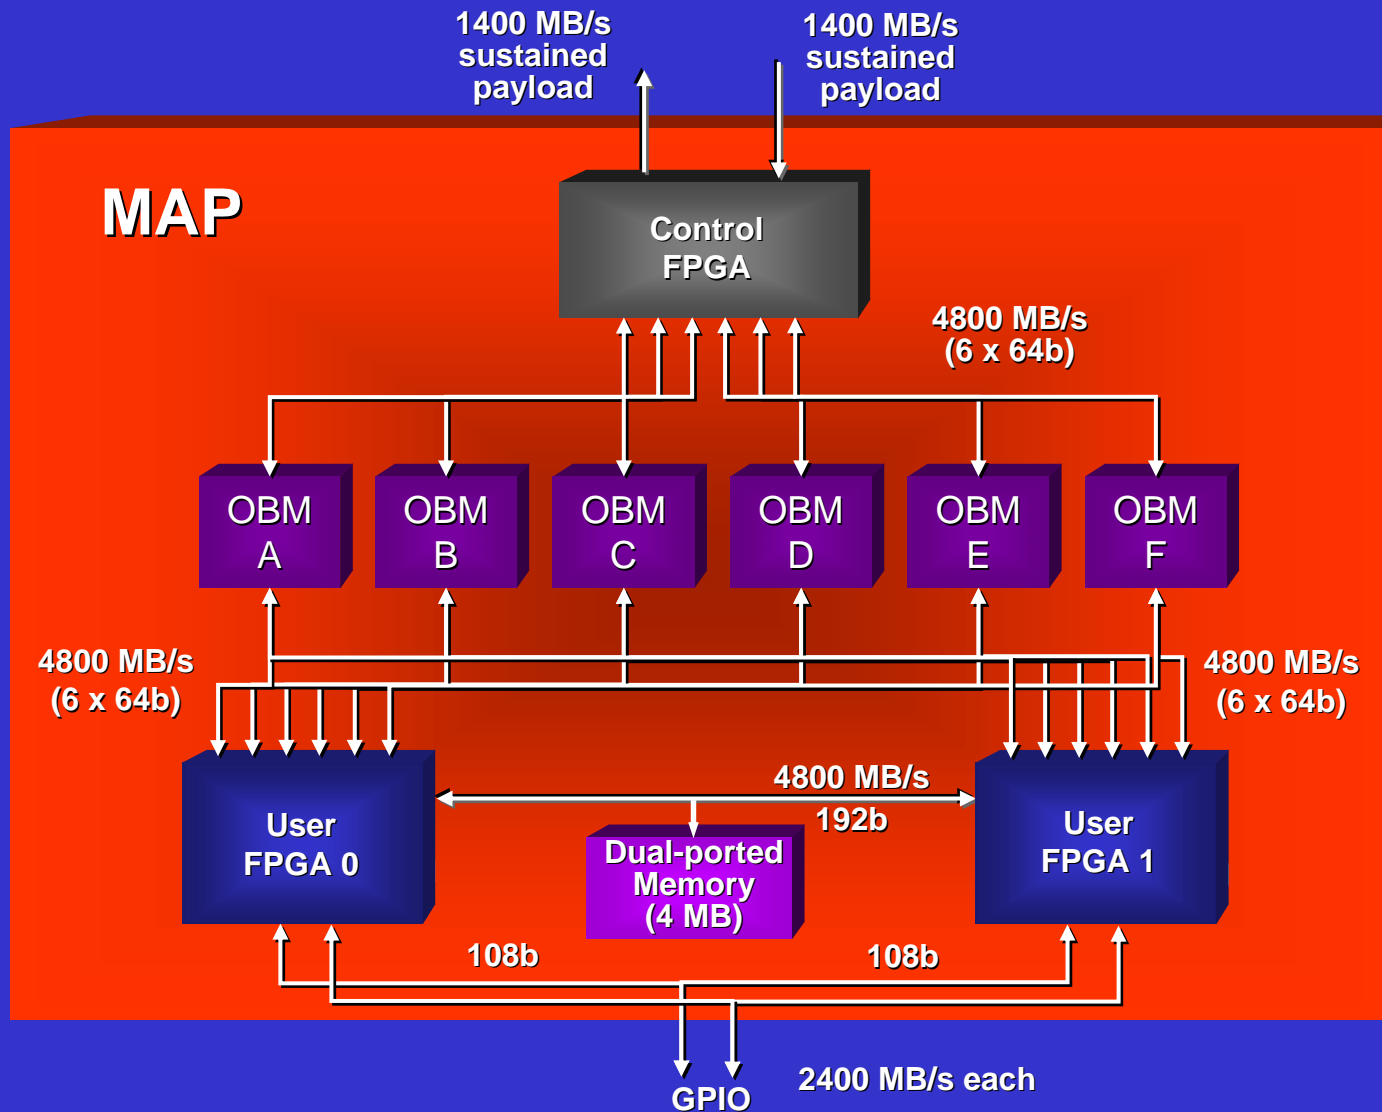 1400 MB/s
sustained
payload
1400 MB/s
sustained
payload
MAP
Control
FPGA
4800 MB/s
(6 x 64b)
OBM
A
OBM
B
OBM
C
OBM
D
OBM
E
OBM
F
4800 MB/s
(6 x 64b)
4800 MB/s
(6 x 64b)
User
FPGA 0
4800 MB/s
192b
User
FPGA 1
Dual-ported
Memory
(4 MB)
108b
108b
GPIO
2400 MB/s each